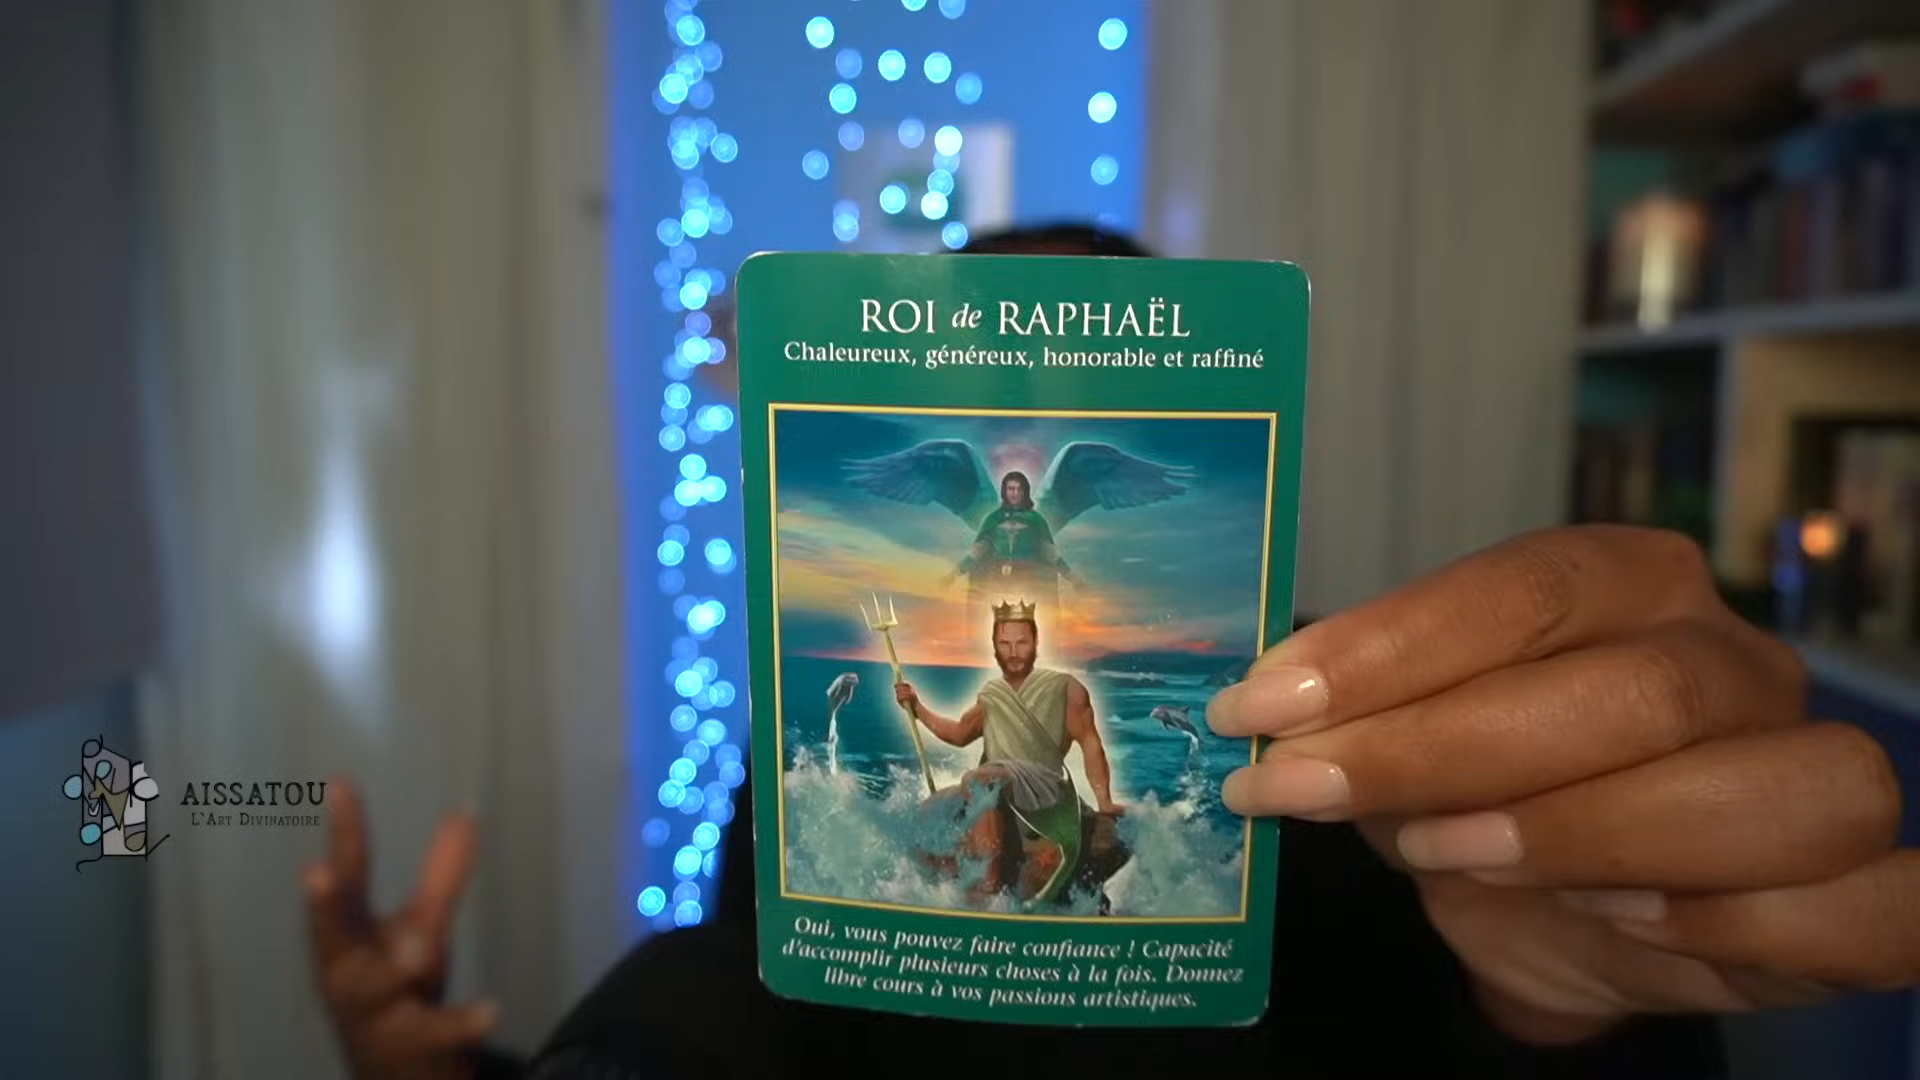 ROI de RAPHAËL
Chaleureux, généreux, honorable et raffiné
Oui, vous pouvez faire confiance ! Capacité
d'accomplir plusieurs choses à la fois. Donnez
libre cours à vos passions artistiques.
AISSATOU
L'Art Divinatoire